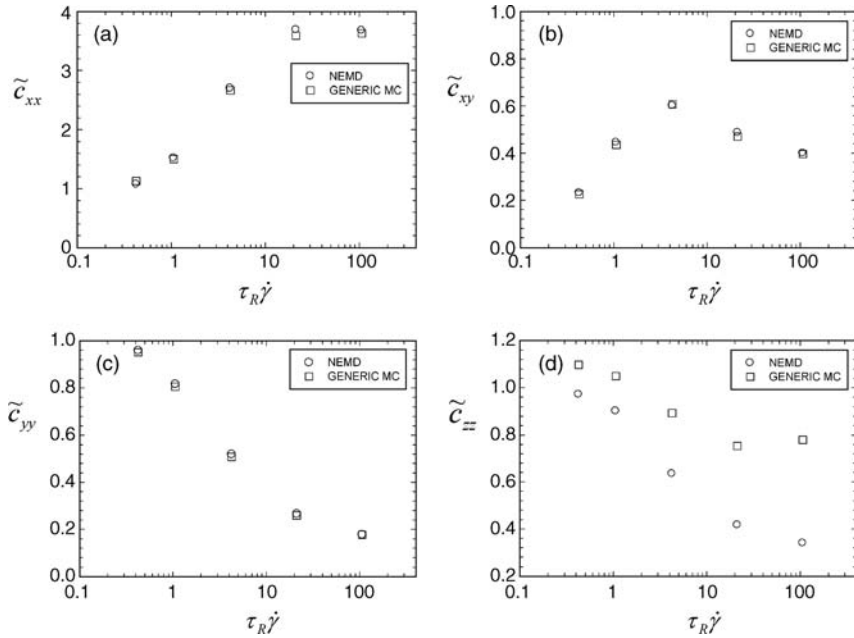 (a)
NEMD
GENERIC MC
c̃xx
4
3
2
1
0
0.1
1
10
100
τRγ̇
(b)
NEMD
GENERIC MC
c̃xy
1.0
0.8
0.6
0.4
0.2
0.0
0.1
1
10
100
τRγ̇
(c)
NEMD
GENERIC MC
c̃yy
1.0
0.8
0.6
0.4
0.2
0.0
0.1
1
10
100
τRγ̇
(d)
NEMD
GENERIC MC
c̃zz
1.2
1.0
0.8
0.6
0.4
0.2
0.1
1
10
100
τRγ̇